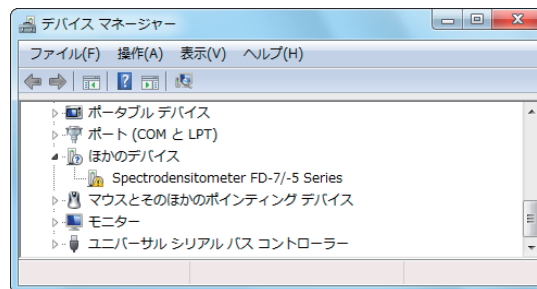 デバイス マネージャー
ファイル(F) 操作(A) 表示(V) ヘルプ(H)
ポータブル デバイス
ポート (COM と LPT)
ほかのデバイス
Spectrodensitometer FD-7/-5 Series
マウスとそのほかのポインティング デバイス
モニター
ユニバーサル シリアル バス コントローラー